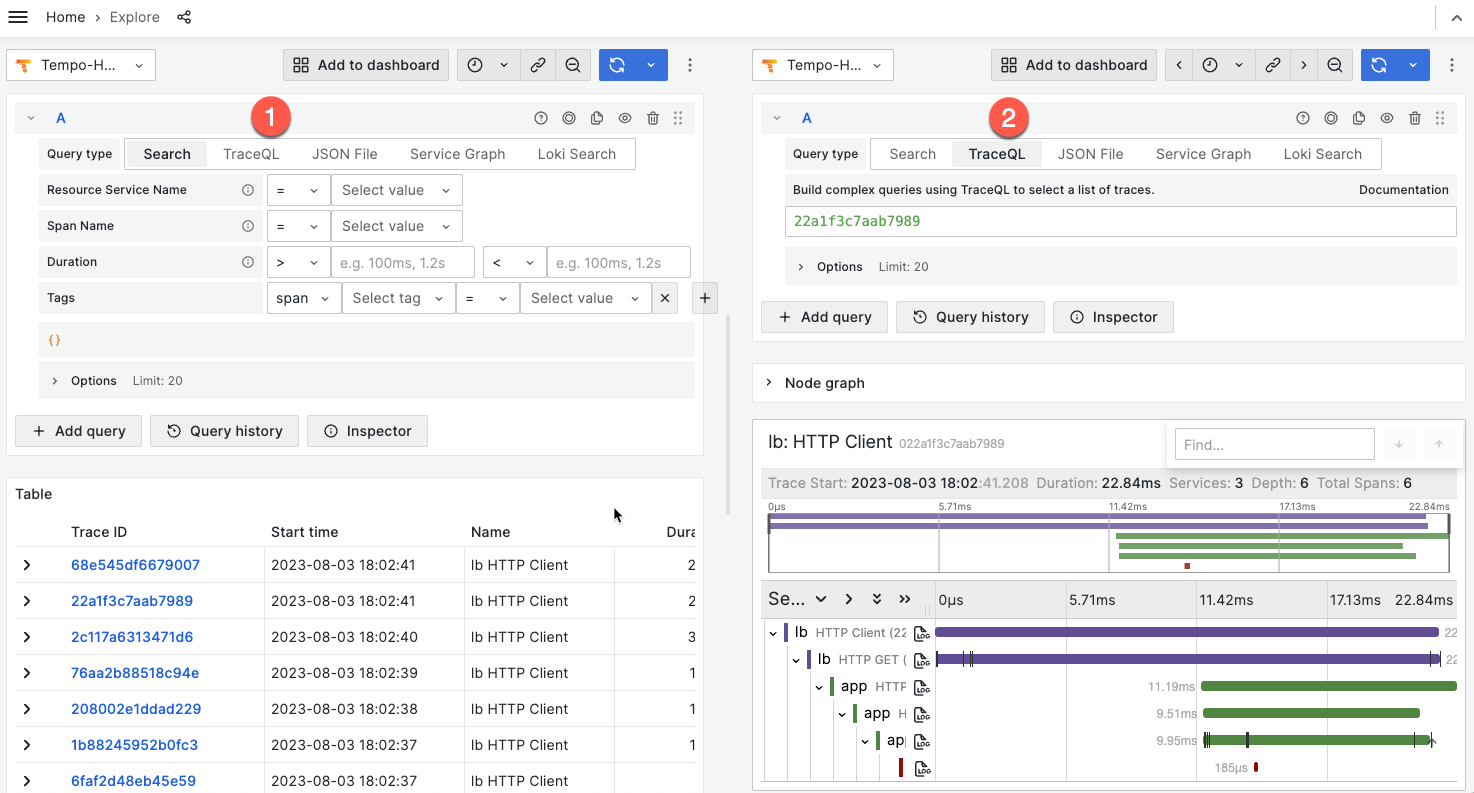 Home › Explore
Tempo-H...
Add to dashboard
1
A
Query type Search TraceQL JSON File Service Graph Loki Search
Resource Service Name = Select value
Span Name = Select value
Duration > e.g. 100ms, 1.2s < e.g. 100ms, 1.2s
Tags span Select tag = Select value × +
{}
Options Limit: 20
+ Add query Query history Inspector
Table
Trace ID Start time Name Dura
68e545df6679007 2023-08-03 18:02:41 lb HTTP Client 2
22a1f3c7aab7989 2023-08-03 18:02:41 lb HTTP Client 2
2c117a6313471d6 2023-08-03 18:02:40 lb HTTP Client 3
76aa2b88518c94e 2023-08-03 18:02:39 lb HTTP Client 1
208002e1ddad229 2023-08-03 18:02:38 lb HTTP Client 1
1b88245952b0fc3 2023-08-03 18:02:37 lb HTTP Client 1
6faf2d48eb45e59 2023-08-03 18:02:37 lb HTTP Client
Tempo-H...
Add to dashboard
2
A
Query type Search TraceQL JSON File Service Graph Loki Search
Build complex queries using TraceQL to select a list of traces. Documentation
22a1f3c7aab7989
Options Limit: 20
+ Add query Query history Inspector
Node graph
lb: HTTP Client 022a1f3c7aab7989 Find...
Trace Start: 2023-08-03 18:02:41.208 Duration: 22.84ms Services: 3 Depth: 6 Total Spans: 6
0μs 5.71ms 11.42ms 17.13ms 22.84ms
Se... 0μs 5.71ms 11.42ms 17.13ms 22.84ms
lb HTTP Client (22 LOG 22
lb HTTP GET ( LOG 22
app HTTP LOG 11.19ms
app H LOG 9.51ms
ap LOG 9.95ms
LOG 185μs